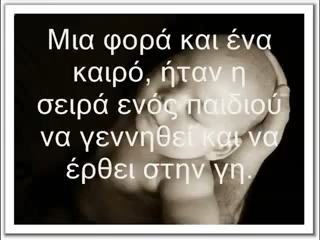 Μια φορά και ένα
καιρό, ήταν η
σειρά ενός παιδιού
να γεννηθεί και να
έρθει στην γη.